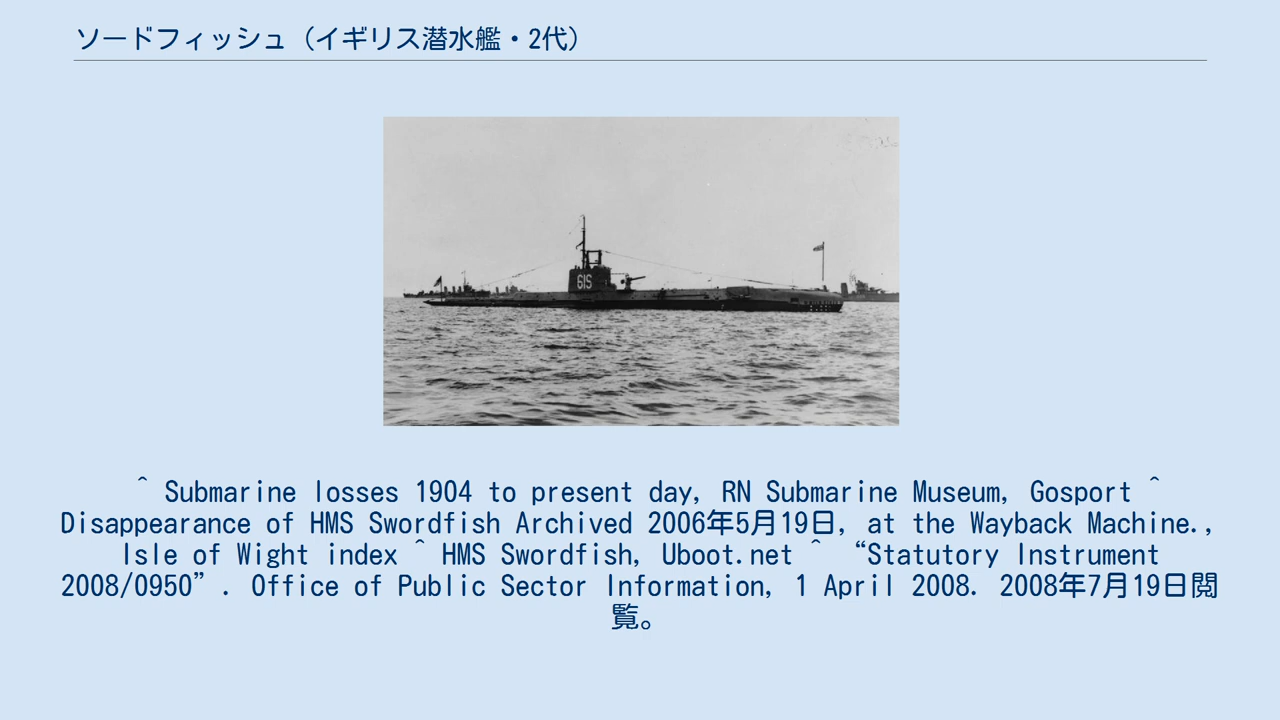 ソードフィッシュ（イギリス潜水艦・2代）
61S
^ Submarine losses 1904 to present day, RN Submarine Museum, Gosport ^
Disappearance of HMS Swordfish Archived 2006年5月19日, at the Wayback Machine.,
Isle of Wight index ^ HMS Swordfish, Uboot.net ^ “Statutory Instrument
2008/0950”. Office of Public Sector Information, 1 April 2008. 2008年7月19日閲
覧。